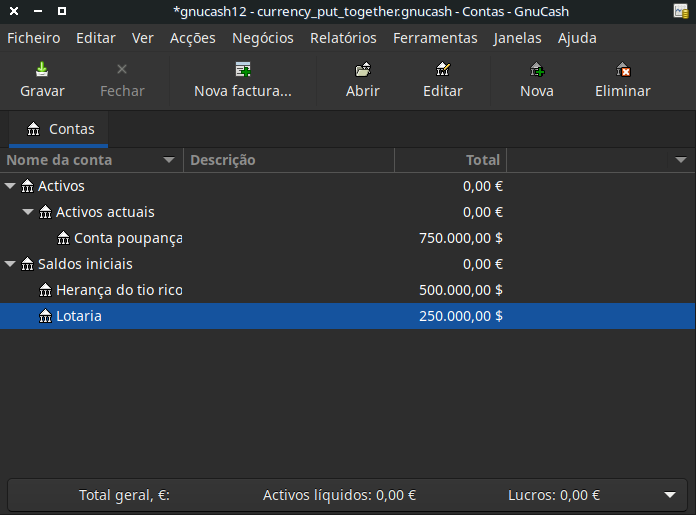 *gnucash12 - currency_put_together.gnucash - Contas - GnuCash
Ficheiro Editar Ver Acções Negócios Relatórios Ferramentas Janelas Ajuda
Gravar Fechar Nova factura... Abrir Editar Nova Eliminar
Contas
Nome da conta Descrição Total
Activos 0,00 €
Activos actuais 0,00 €
Conta poupança 750.000,00 $
Saldos iniciais 0,00 €
Herança do tio rico 500.000,00 $
Lotaria 250.000,00 $
Total geral, €: Activos líquidos: 0,00 € Lucros: 0,00 €